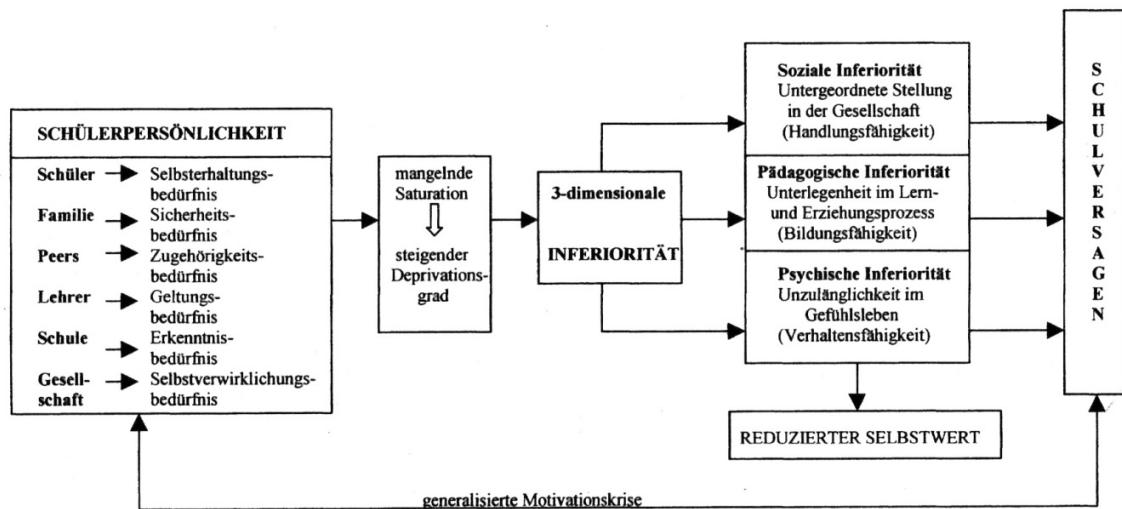 SCHÜLERPERSÖNLICHKEIT
Schüler Selbsterhaltungs-
bedürfnis
Familie Sicherheits-
bedürfnis
Peers Zugehörigkeits-
bedürfnis
Lehrer Geltungs-
bedürfnis
Schule Erkenntnis-
bedürfnis
Gesell- Selbstverwirklichungs-
schaft bedürfnis
mangelnde
Saturation
steigender
Deprivations-
grad
3-dimensionale
INFERIORITÄT
Soziale Inferiorität
Untergeordnete Stellung
in der Gesellschaft
(Handlungsfähigkeit)
Pädagogische Inferiorität
Unterlegenheit im Lern-
und Erziehungsprozess
(Bildungsfähigkeit)
Psychische Inferiorität
Unzulänglichkeit im
Gefühlsleben
(Verhaltensfähigkeit)
REDUZIERTER SELBSTWERT
SCHULVERSAGEN
generalisierte Motivationskrise